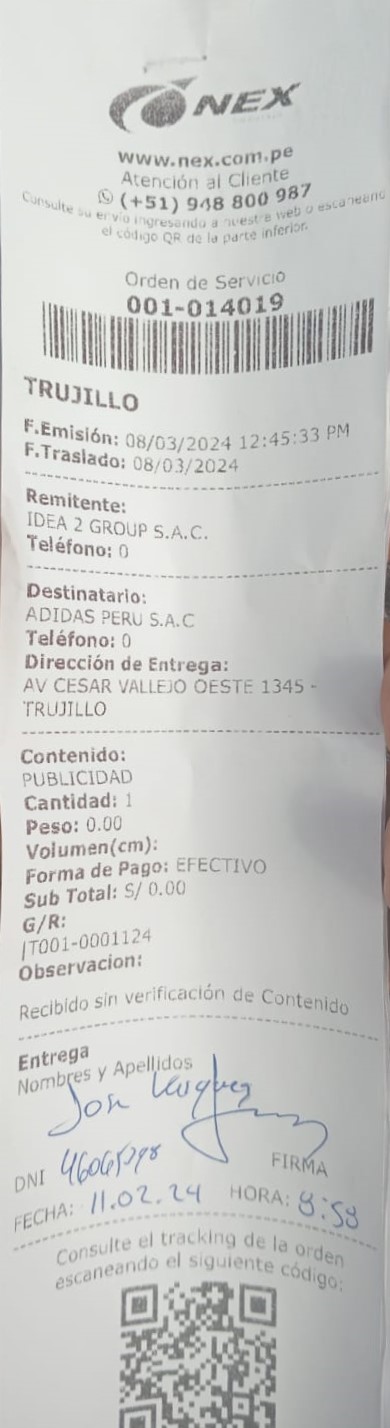 NEX
www.nex.com.pe
Atención al Cliente
(+51) 948 800 987
Consulte su envío ingresando a nuestra web o escaneando
el código QR de la parte inferior.
Orden de Servicio
001-014019
TRUJILLO
F.Emisión: 08/03/2024 12:45:33 PM
F.Traslado: 08/03/2024
Remitente:
IDEA 2 GROUP S.A.C.
Teléfono: 0
Destinatario:
ADIDAS PERU S.A.C
Teléfono: 0
Dirección de Entrega:
AV CESAR VALLEJO OESTE 1345 -
TRUJILLO
Contenido:
PUBLICIDAD
Cantidad: 1
Peso: 0.00
Volumen(cm):
Forma de Pago: EFECTIVO
Sub Total: S/ 0.00
G/R:
|T001-0001124
Observacion:
Recibido sin verificación de Contenido
Entrega
Nombres y Apellidos
DNI
FIRMA
FECHA: 11.02.24 HORA: 8:58
Consulte el tracking de la orden
escaneando el siguiente código: